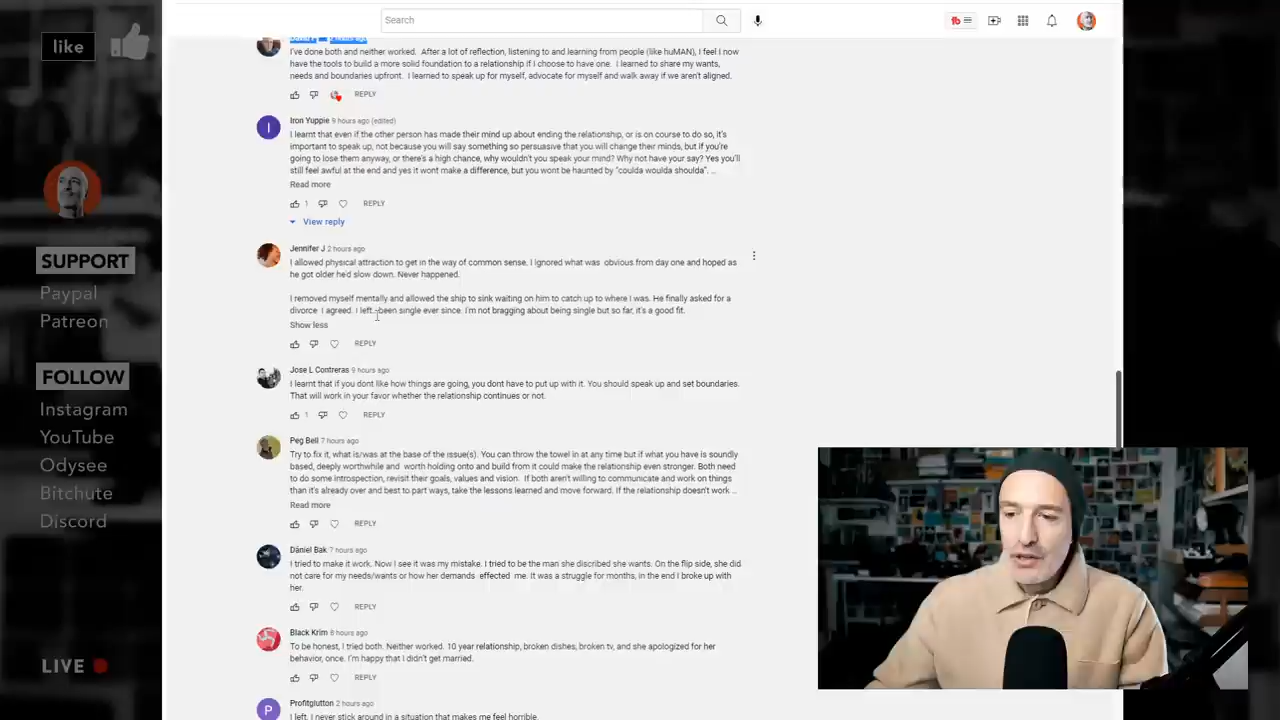 like
SUPPORT
Paypal
Patreon
FOLLOW
Instagram
YouTube
Odysee
Bitchute
Discord
LIVE
Search
2 hours ago
I've done both and neither worked. After a lot of reflection, listening to and learning from people (like huMAN), I feel I now
have the tools to build a more solid foundation to a relationship if I choose to have one. I learned to share my wants,
needs and boundaries upfront. I learned to speak up for myself, advocate for myself and walk away if we aren't aligned.
REPLY
I
Iron Yuppie 9 hours ago (edited)
I learnt that even if the other person has made their mind up about ending the relationship, or is on course to do so, it's
important to speak up, not because you will say something so persuasive that you will change their minds, but if you're
going to lose them anyway, or there's a high chance, why wouldn't you speak your mind? Why not have your say? Yes you'll
still feel awful at the end and yes it wont make a difference, but you wont be haunted by "coulda woulda shoulda". ...
Read more
1 REPLY
View reply
Jennifer J 2 hours ago
I allowed physical attraction to get in the way of common sense. I ignored what was obvious from day one and hoped as
he got older he'd slow down. Never happened.
I removed myself mentally and allowed the ship to sink waiting on him to catch up to where I was. He finally asked for a
divorce I agreed. I left...been single ever since. I'm not bragging about being single but so far, it's a good fit.
Show less
REPLY
Jose L Contreras 9 hours ago
I learnt that if you dont like how things are going, you dont have to put up with it. You should speak up and set boundaries.
That will work in your favor whether the relationship continues or not.
1 REPLY
Peg Bell 7 hours ago
Try to fix it, what is/was at the base of the issue(s). You can throw the towel in at any time but if what you have is soundly
based, deeply worthwhile and worth holding onto and build from it could make the relationship even stronger. Both need
to do some introspection, revisit their goals, values and vision. If both aren't willing to communicate and work on things
than it's already over and best to part ways, take the lessons learned and move forward. If the relationship doesn't work ...
Read more
REPLY
Dániel Bak 7 hours ago
I tried to make it work. Now I see it was my mistake. I tried to be the man she discribed she wants. On the flip side, she did
not care for my needs/wants or how her demands effected me. It was a struggle for months, in the end I broke up with
her.
REPLY
Black Krim 8 hours ago
To be honest, I tried both. Neither worked. 10 year relationship, broken dishes, broken tv, and she apologized for her
behavior, once. I'm happy that I didn't get married.
REPLY
P
Profitglutton 2 hours ago
I left. I never stick around in a situation that makes me feel horrible.